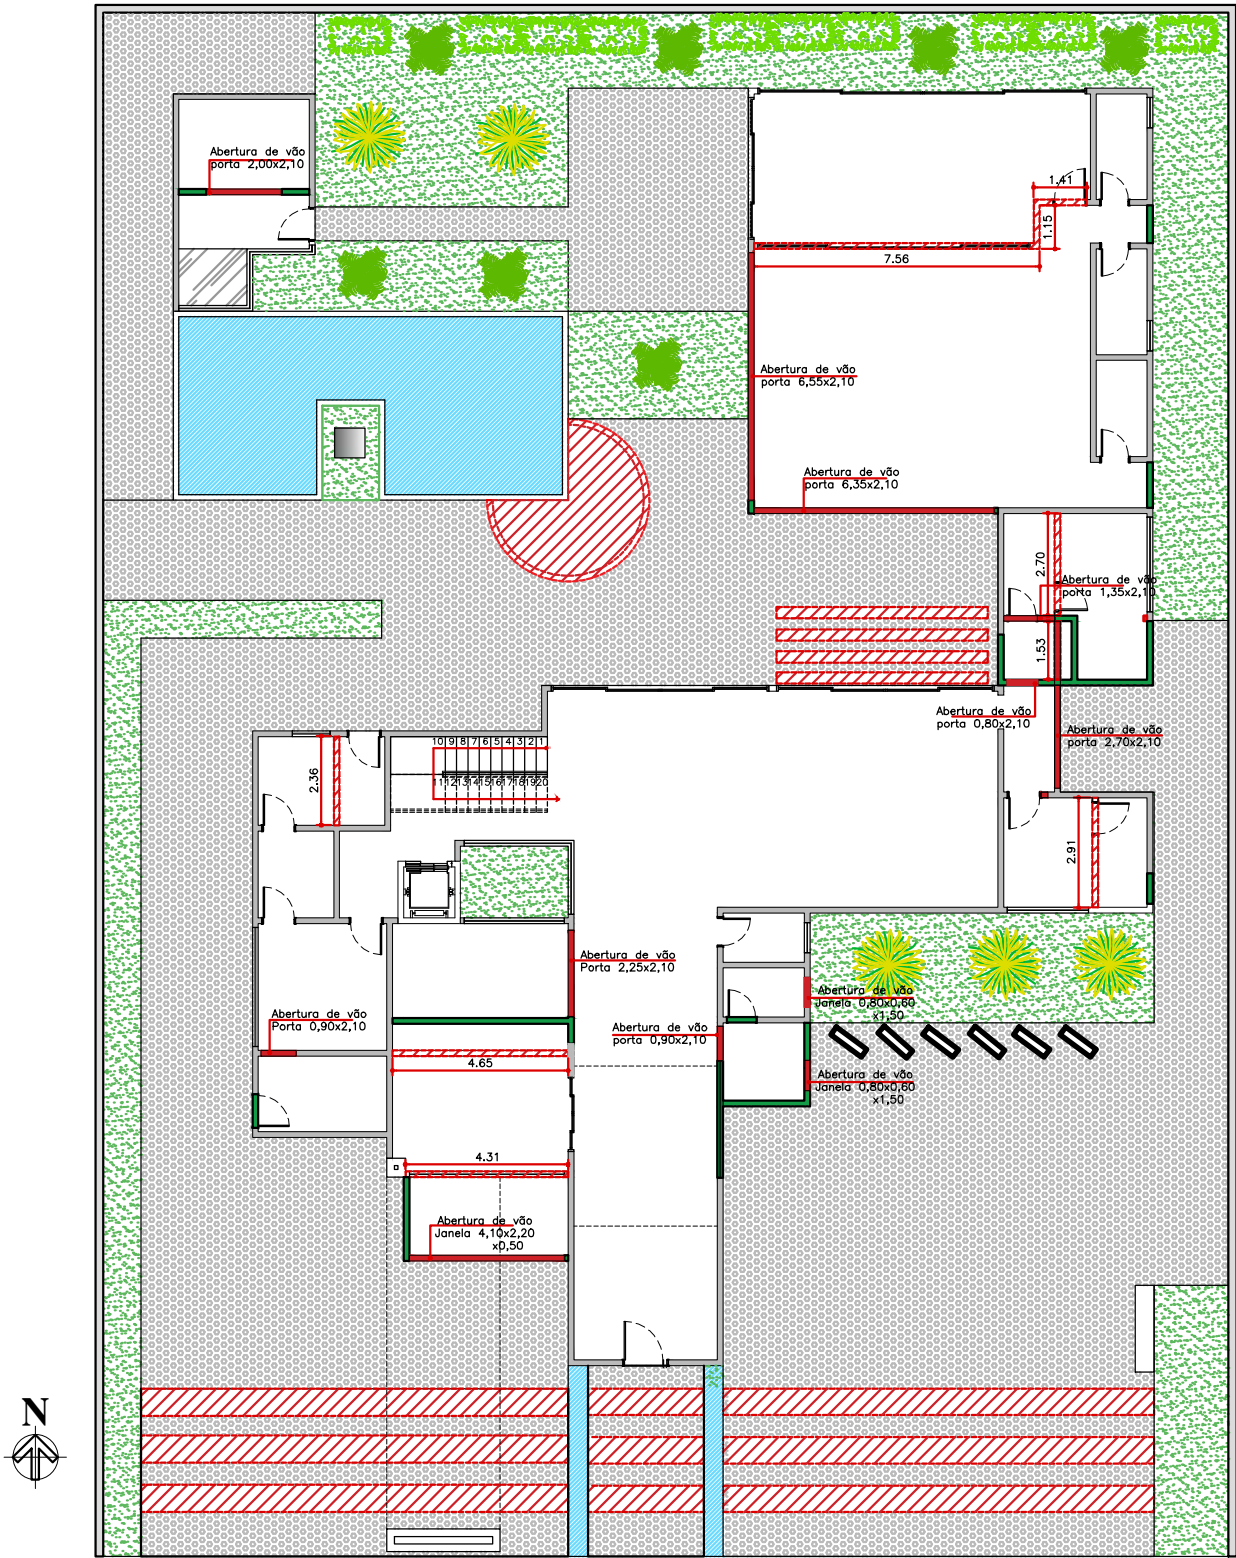 Abertura de vão
porta 2,00x2,10
1.41
1.15
7.56
Abertura de vão
porta 6,55x2,10
Abertura de vão
porta 6,35x2,10
2.70
Abertura de vão
porta 1,35x2,10
1.53
Abertura de vão
porta 0,80x2,10
Abertura de vão
porta 2,70x2,10
10 9 8 7 6 5 4 3 2 1
11 12 13 14 15 16 17 18 19 20
2.36
2.91
Abertura de vão
Porta 2,25x2,10
Abertura de vão
Janela 0,80x0,60
x1,50
Abertura de vão
Porta 0,90x2,10
Abertura de vão
porta 0,90x2,10
4.65
Abertura de vão
Janela 0,80x0,60
x1,50
4.31
Abertura de vão
Janela 4,10x2,20
x0,50
N